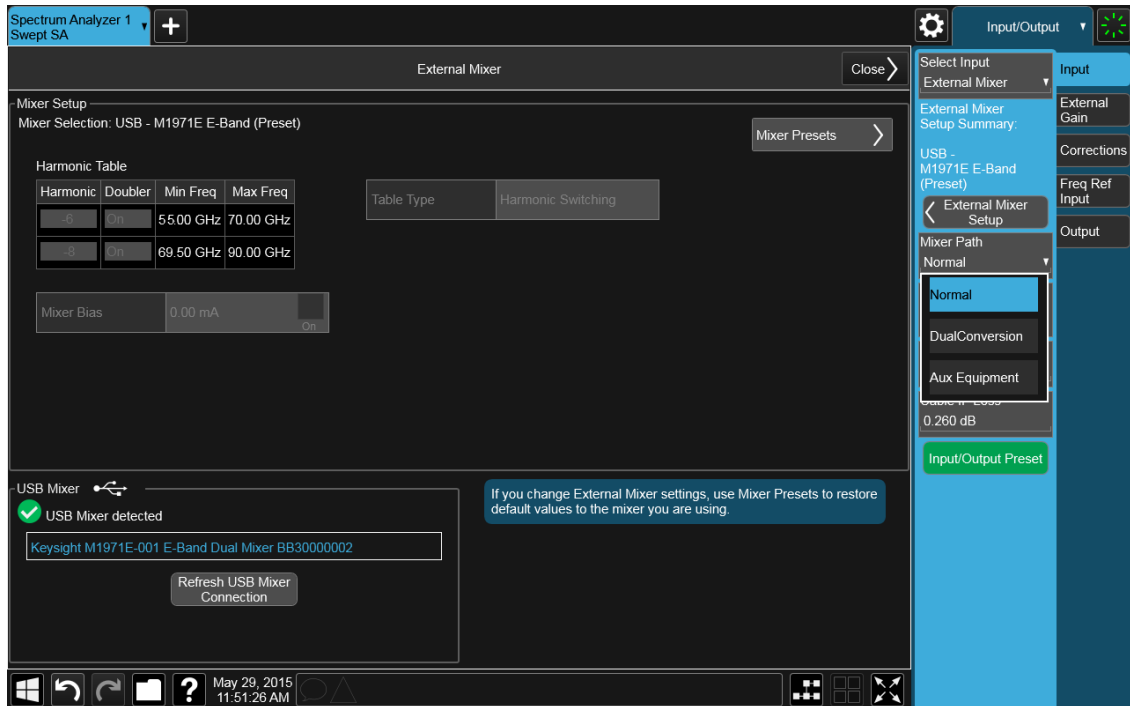 Spectrum Analyzer 1
Swept SA
Input/Output
External Mixer
Close
Mixer Setup
Mixer Selection: USB - M1971E E-Band (Preset)
Mixer Presets
Harmonic Table
Harmonic Doubler Min Freq Max Freq
-6 On 55.00 GHz 70.00 GHz
-8 On 69.50 GHz 90.00 GHz
Table Type Harmonic Switching
Mixer Bias 0.00 mA On
USB Mixer
USB Mixer detected
Keysight M1971E-001 E-Band Dual Mixer BB30000002
Refresh USB Mixer
Connection
If you change External Mixer settings, use Mixer Presets to restore
default values to the mixer you are using.
Select Input
External Mixer
External Mixer
Setup Summary:
USB -
M1971E E-Band
(Preset)
External Mixer
Setup
Mixer Path
Normal
Normal
DualConversion
Aux Equipment
0.260 dB
Input/Output Preset
Input
External
Gain
Corrections
Freq Ref
Input
Output
?
May 29, 2015
11:51:26 AM